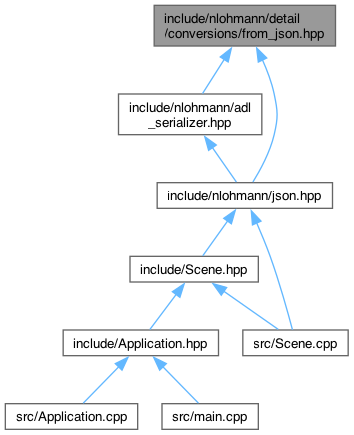 include/nlohmann/detail
/conversions/from_json.hpp
include/nlohmann/adl
_serializer.hpp
include/nlohmann/json.hpp
include/Scene.hpp
include/Application.hpp
src/Scene.cpp
src/Application.cpp
src/main.cpp